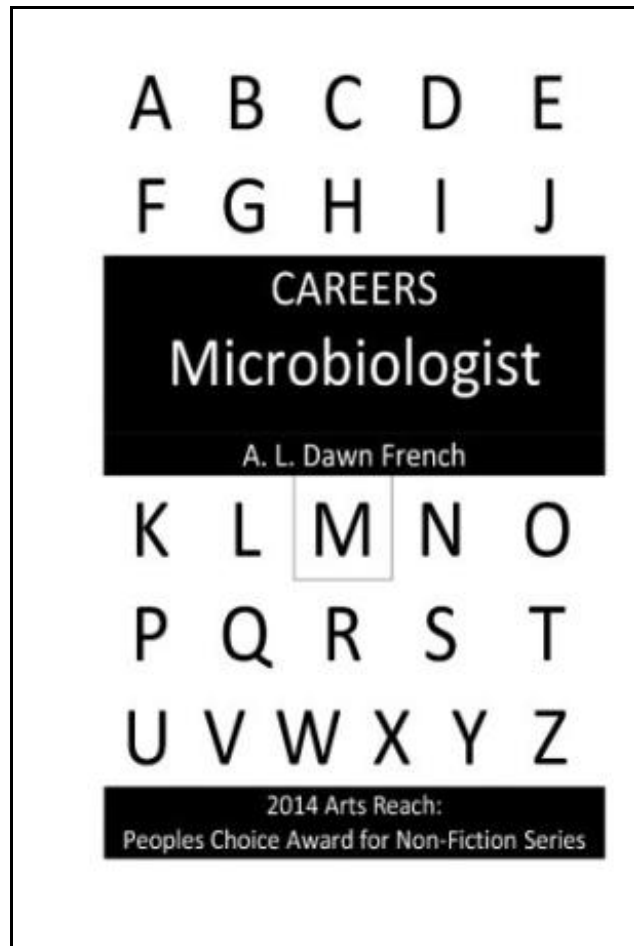 A B C D E
F G H I J
CAREERS
Microbiologist
A. L. Dawn French
K L M N O
P Q R S T
U V W X Y Z
2014 Arts Reach:
Peoples Choice Award for Non-Fiction Series